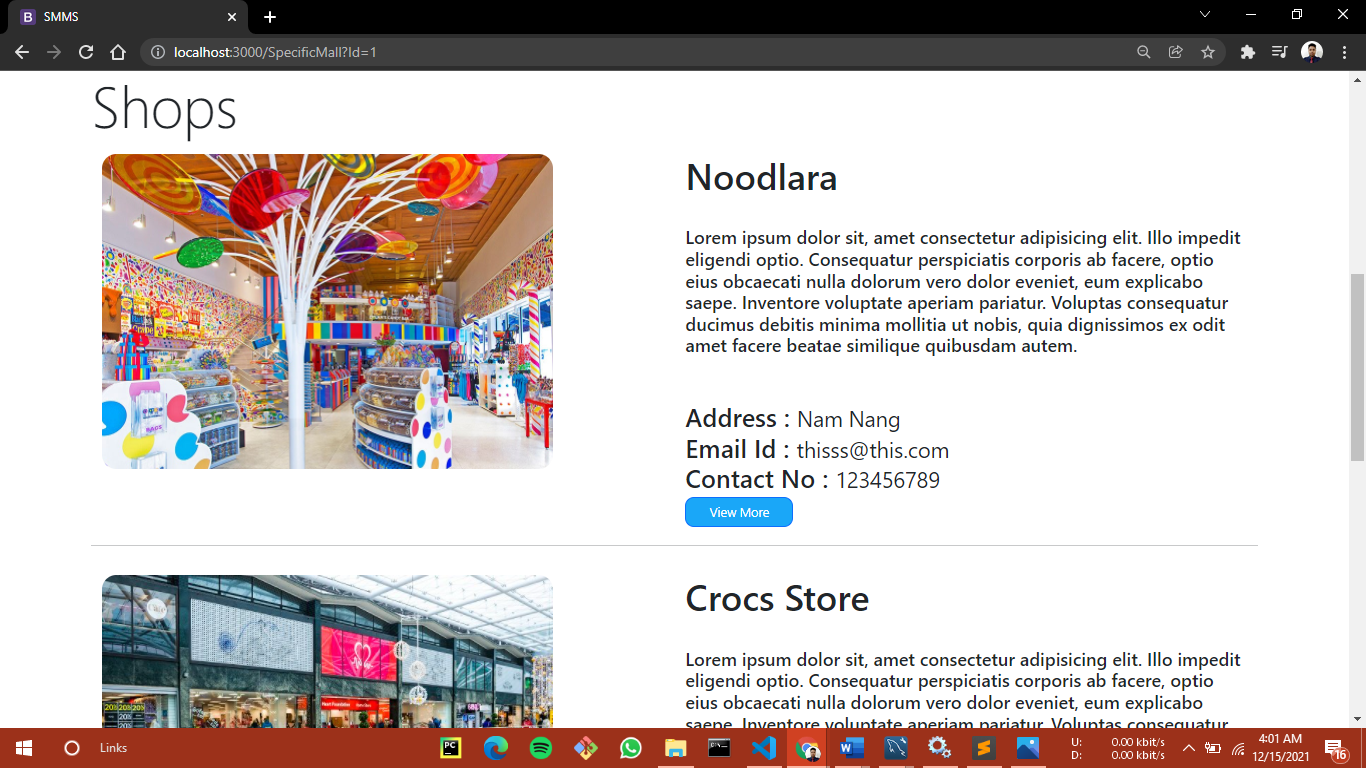 SMMS
localhost:3000/SpecificMall?Id=1
Shops
Noodlara
Lorem ipsum dolor sit, amet consectetur adipisicing elit. Illo impedit
eligendi optio. Consequatur perspiciatis corporis ab facere, optio
eius obcaecati nulla dolorum vero dolor eveniet, eum explicabo
saepe. Inventore voluptate aperiam pariatur. Voluptas consequatur
ducimus debitis minima mollitia ut nobis, quia dignissimos ex odit
amet facere beatae similique quibusdam autem.
Address : Nam Nang
Email Id : thisss@this.com
Contact No : 123456789
View More
Crocs Store
Lorem ipsum dolor sit, amet consectetur adipisicing elit. Illo impedit
eligendi optio. Consequatur perspiciatis corporis ab facere, optio
eius obcaecati nulla dolorum vero dolor eveniet, eum explicabo
saepe. Inventore voluptate aperiam pariatur. Voluptas consequatur
Links
U: 0.00 kbit/s
D: 0.00 kbit/s
4:01 AM
12/15/2021
16